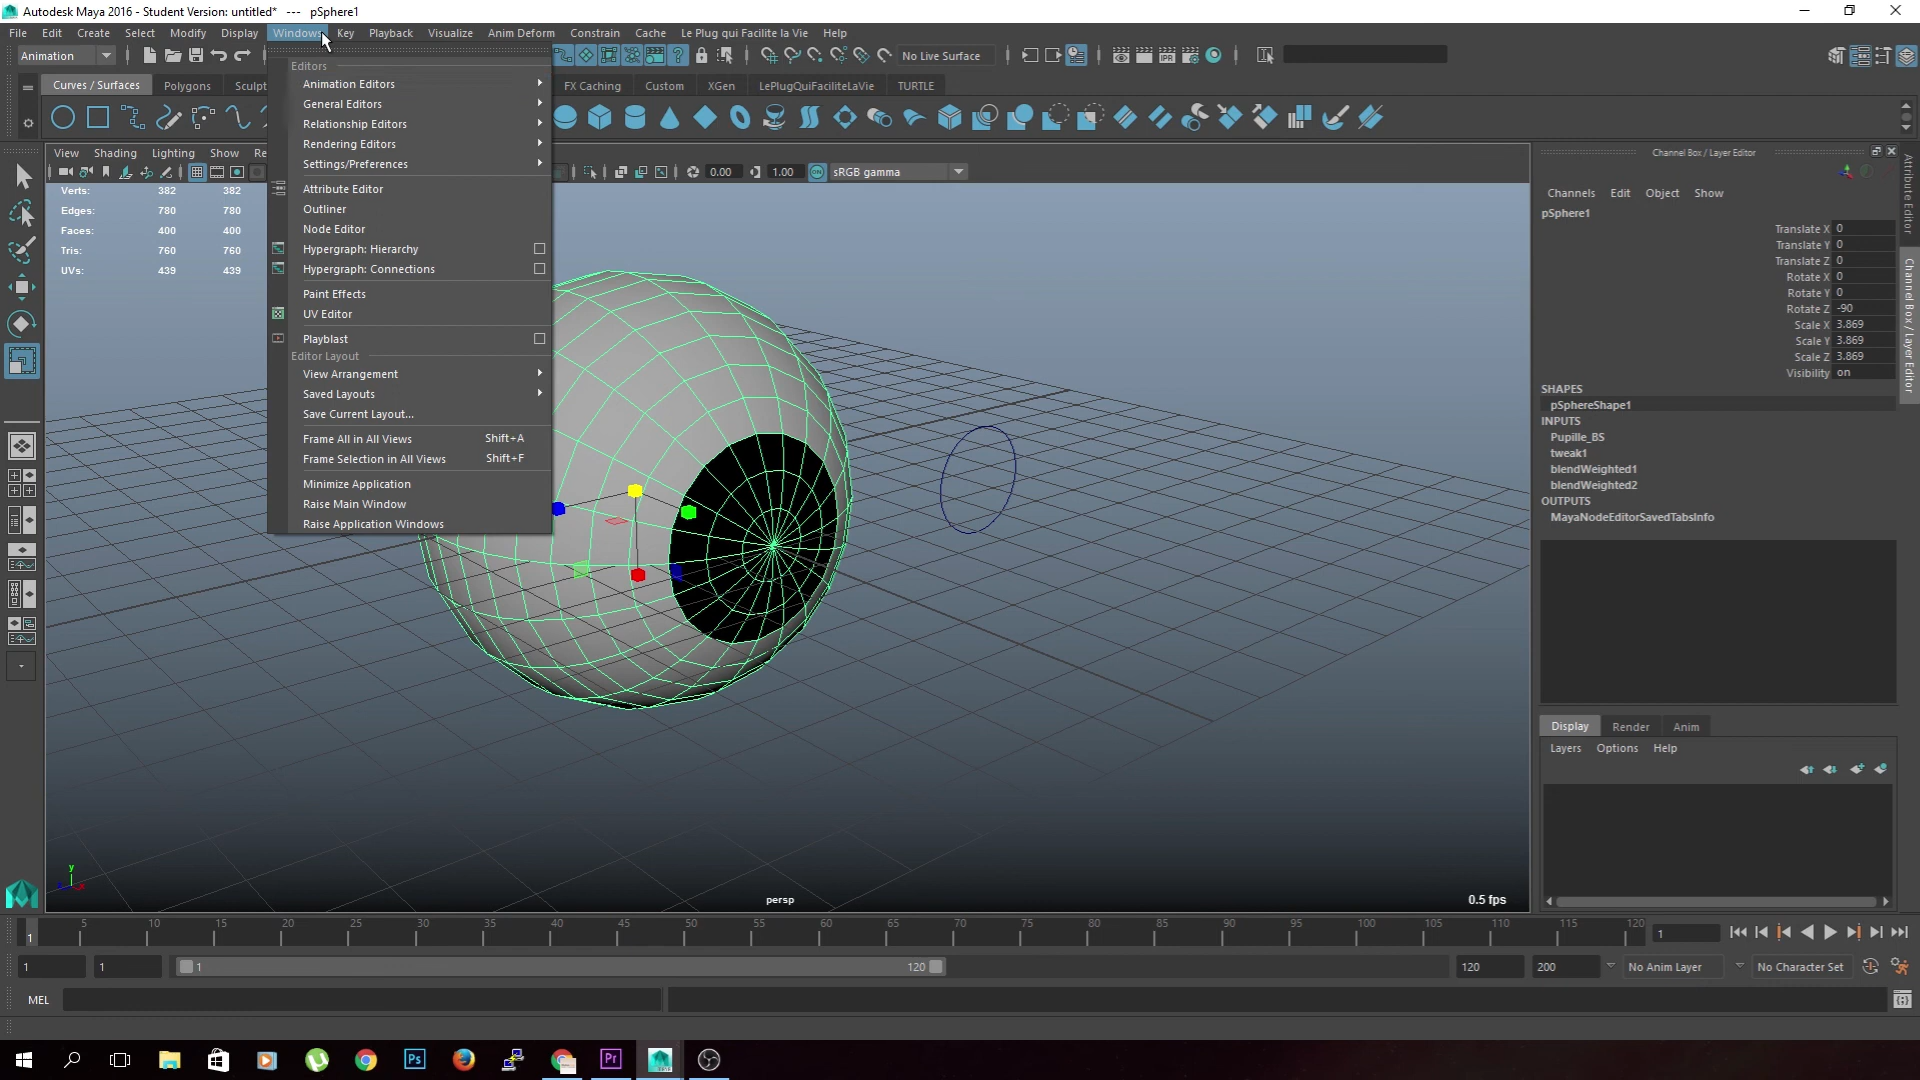 Autodesk Maya 2016 - Student Version: untitled* --- pSphere1
File Edit Create Select Modify Display Windows Key Playback Visualize Anim Deform Constrain Cache Le Plug qui Facilite la Vie Help
Animation No Live Surface
Curves / Surfaces Polygons Sculpt FX Caching Custom XGen LePlugQuiFaciliteLaVie TURTLE
View Shading Lighting Show Re
0.00 1.00 sRGB gamma
Verts: 382 382
Edges: 780 780
Faces: 400 400
Tris: 760 760
UVs: 439 439
Editors
Animation Editors
General Editors
Relationship Editors
Rendering Editors
Settings/Preferences
Attribute Editor
Outliner
Node Editor
Hypergraph: Hierarchy
Hypergraph: Connections
Paint Effects
UV Editor
Playblast
Editor Layout
View Arrangement
Saved Layouts
Save Current Layout...
Frame All in All Views Shift+A
Frame Selection in All Views Shift+F
Minimize Application
Raise Main Window
Raise Application Windows
y
persp
0.5 fps
Channel Box / Layer Editor
Channels Edit Object Show
pSphere1
Translate X 0
Translate Y 0
Translate Z 0
Rotate X 0
Rotate Y 0
Rotate Z -90
Scale X 3.869
Scale Y 3.869
Scale Z 3.869
Visibility on
SHAPES
pSphereShape1
INPUTS
Pupille_BS
tweak1
blendWeighted1
blendWeighted2
OUTPUTS
MayaNodeEditorSavedTabsInfo
Attribute Editor
Channel Box / Layer Editor
Display Render Anim
Layers Options Help
1 5 10 15 20 25 30 35 40 45 50 55 60 65 70 75 80 85 90 95 100 105 110 115 120 1
1 1 1 120 120 200 No Anim Layer No Character Set
MEL
Ps Pr